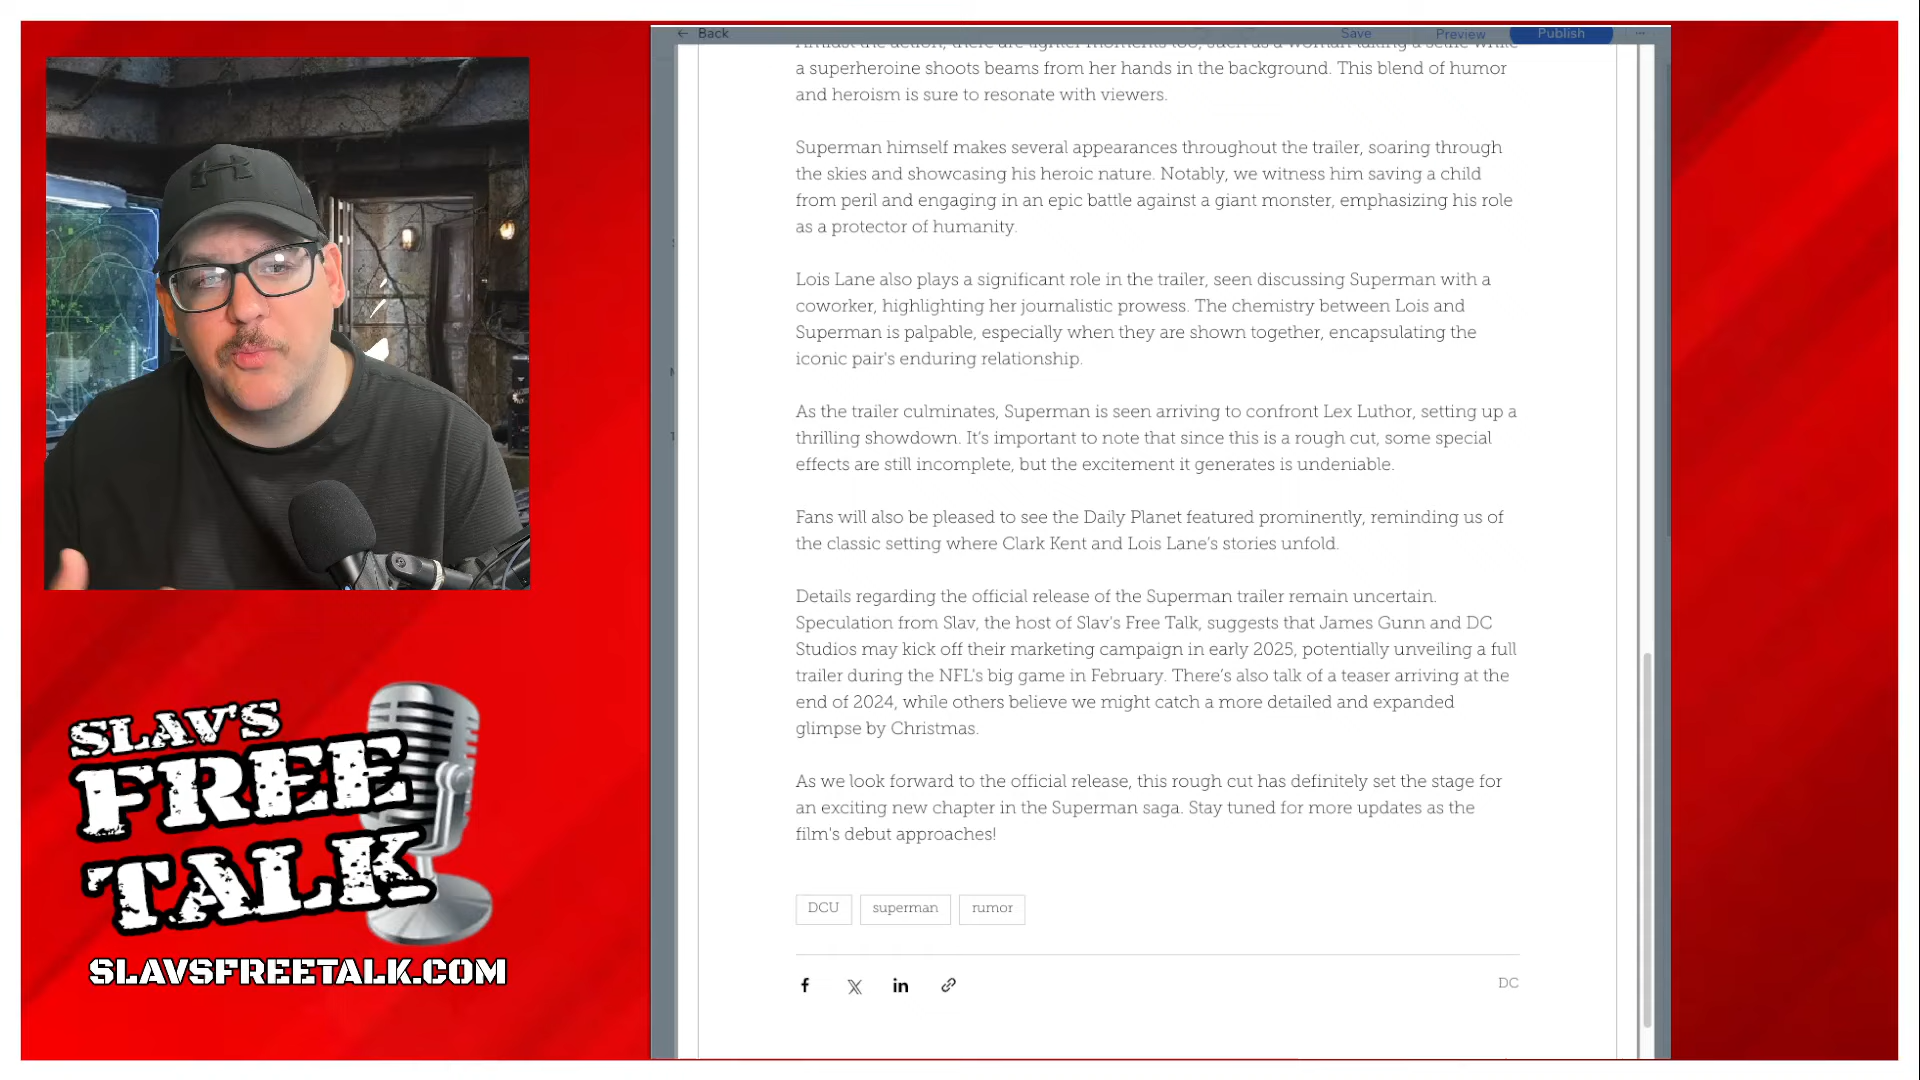 ← Back
Save
Preview
Publish
...
Amidst the action, there are lighter moments too, such as a woman taking a selfie while
a superheroine shoots beams from her hands in the background. This blend of humor
and heroism is sure to resonate with viewers.
Superman himself makes several appearances throughout the trailer, soaring through
the skies and showcasing his heroic nature. Notably, we witness him saving a child
from peril and engaging in an epic battle against a giant monster, emphasizing his role
as a protector of humanity.
Lois Lane also plays a significant role in the trailer, seen discussing Superman with a
coworker, highlighting her journalistic prowess. The chemistry between Lois and
Superman is palpable, especially when they are shown together, encapsulating the
iconic pair's enduring relationship.
As the trailer culminates, Superman is seen arriving to confront Lex Luthor, setting up a
thrilling showdown. It's important to note that since this is a rough cut, some special
effects are still incomplete, but the excitement it generates is undeniable.
Fans will also be pleased to see the Daily Planet featured prominently, reminding us of
the classic setting where Clark Kent and Lois Lane's stories unfold.
Details regarding the official release of the Superman trailer remain uncertain.
Speculation from Slav, the host of Slav's Free Talk, suggests that James Gunn and DC
Studios may kick off their marketing campaign in early 2025, potentially unveiling a full
trailer during the NFL's big game in February. There's also talk of a teaser arriving at the
end of 2024, while others believe we might catch a more detailed and expanded
glimpse by Christmas.
As we look forward to the official release, this rough cut has definitely set the stage for
an exciting new chapter in the Superman saga. Stay tuned for more updates as the
film's debut approaches!
DCU
superman
rumor
DC
SLAV'S
FREE
TALK
SLAVSFREETALK.COM